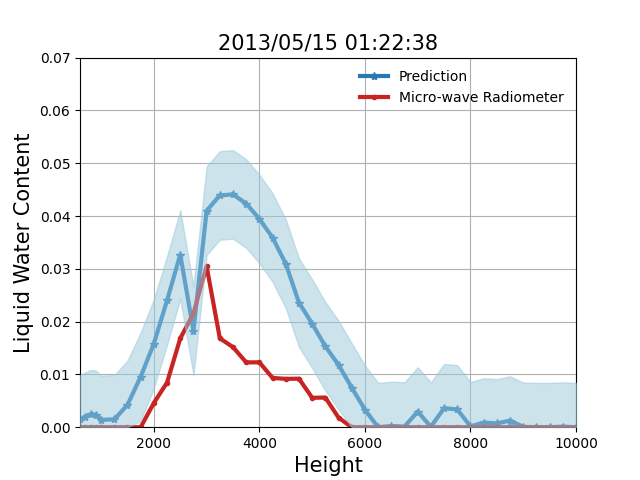 2013/05/15 01:22:38
Prediction
Micro-wave Radiometer
Liquid Water Content
0.07
0.06
0.05
0.04
0.03
0.02
0.01
0.00
2000 4000 6000 8000 10000
Height